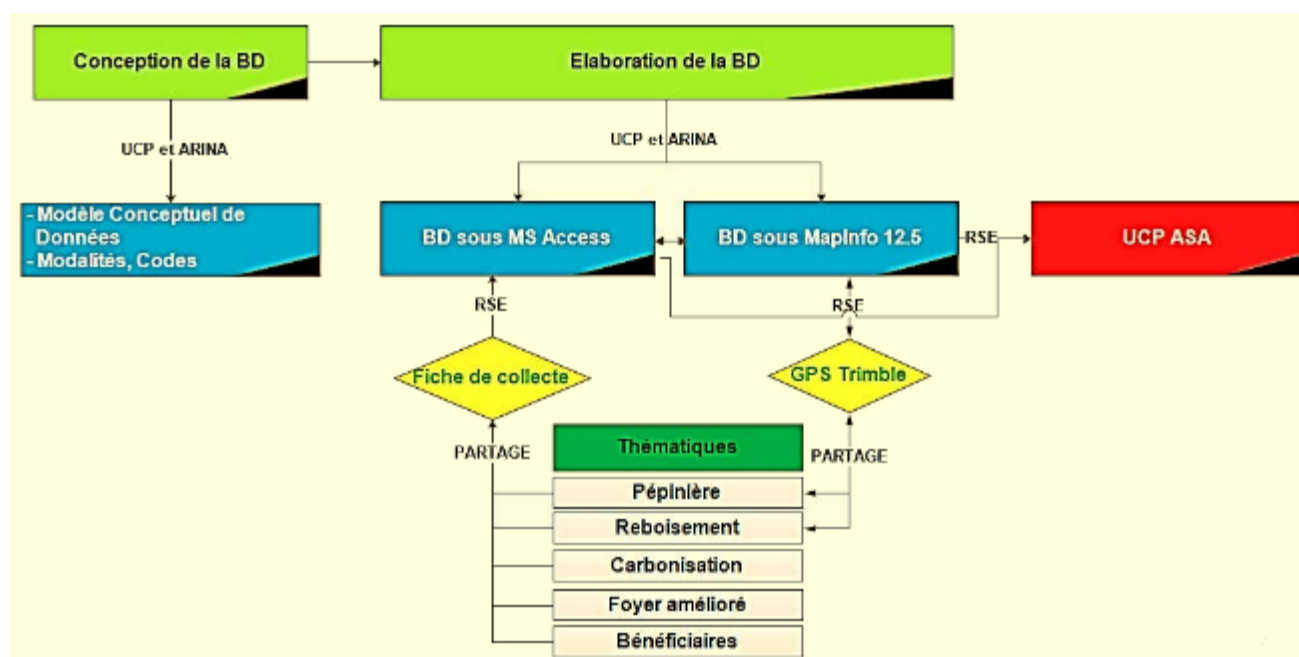 Conception de la BD
Elaboration de la BD
UCP et ARINA
UCP et ARINA
- Modèle Conceptuel de
Données
- Modalités, Codes
BD sous MS Access
BD sous MapInfo 12.5
RSE
UCP ASA
RSE
RSE
Fiche de collecte
GPS Trimble
PARTAGE
Thématiques
PARTAGE
Pépinière
Reboisement
Carbonisation
Foyer amélioré
Bénéficiaires